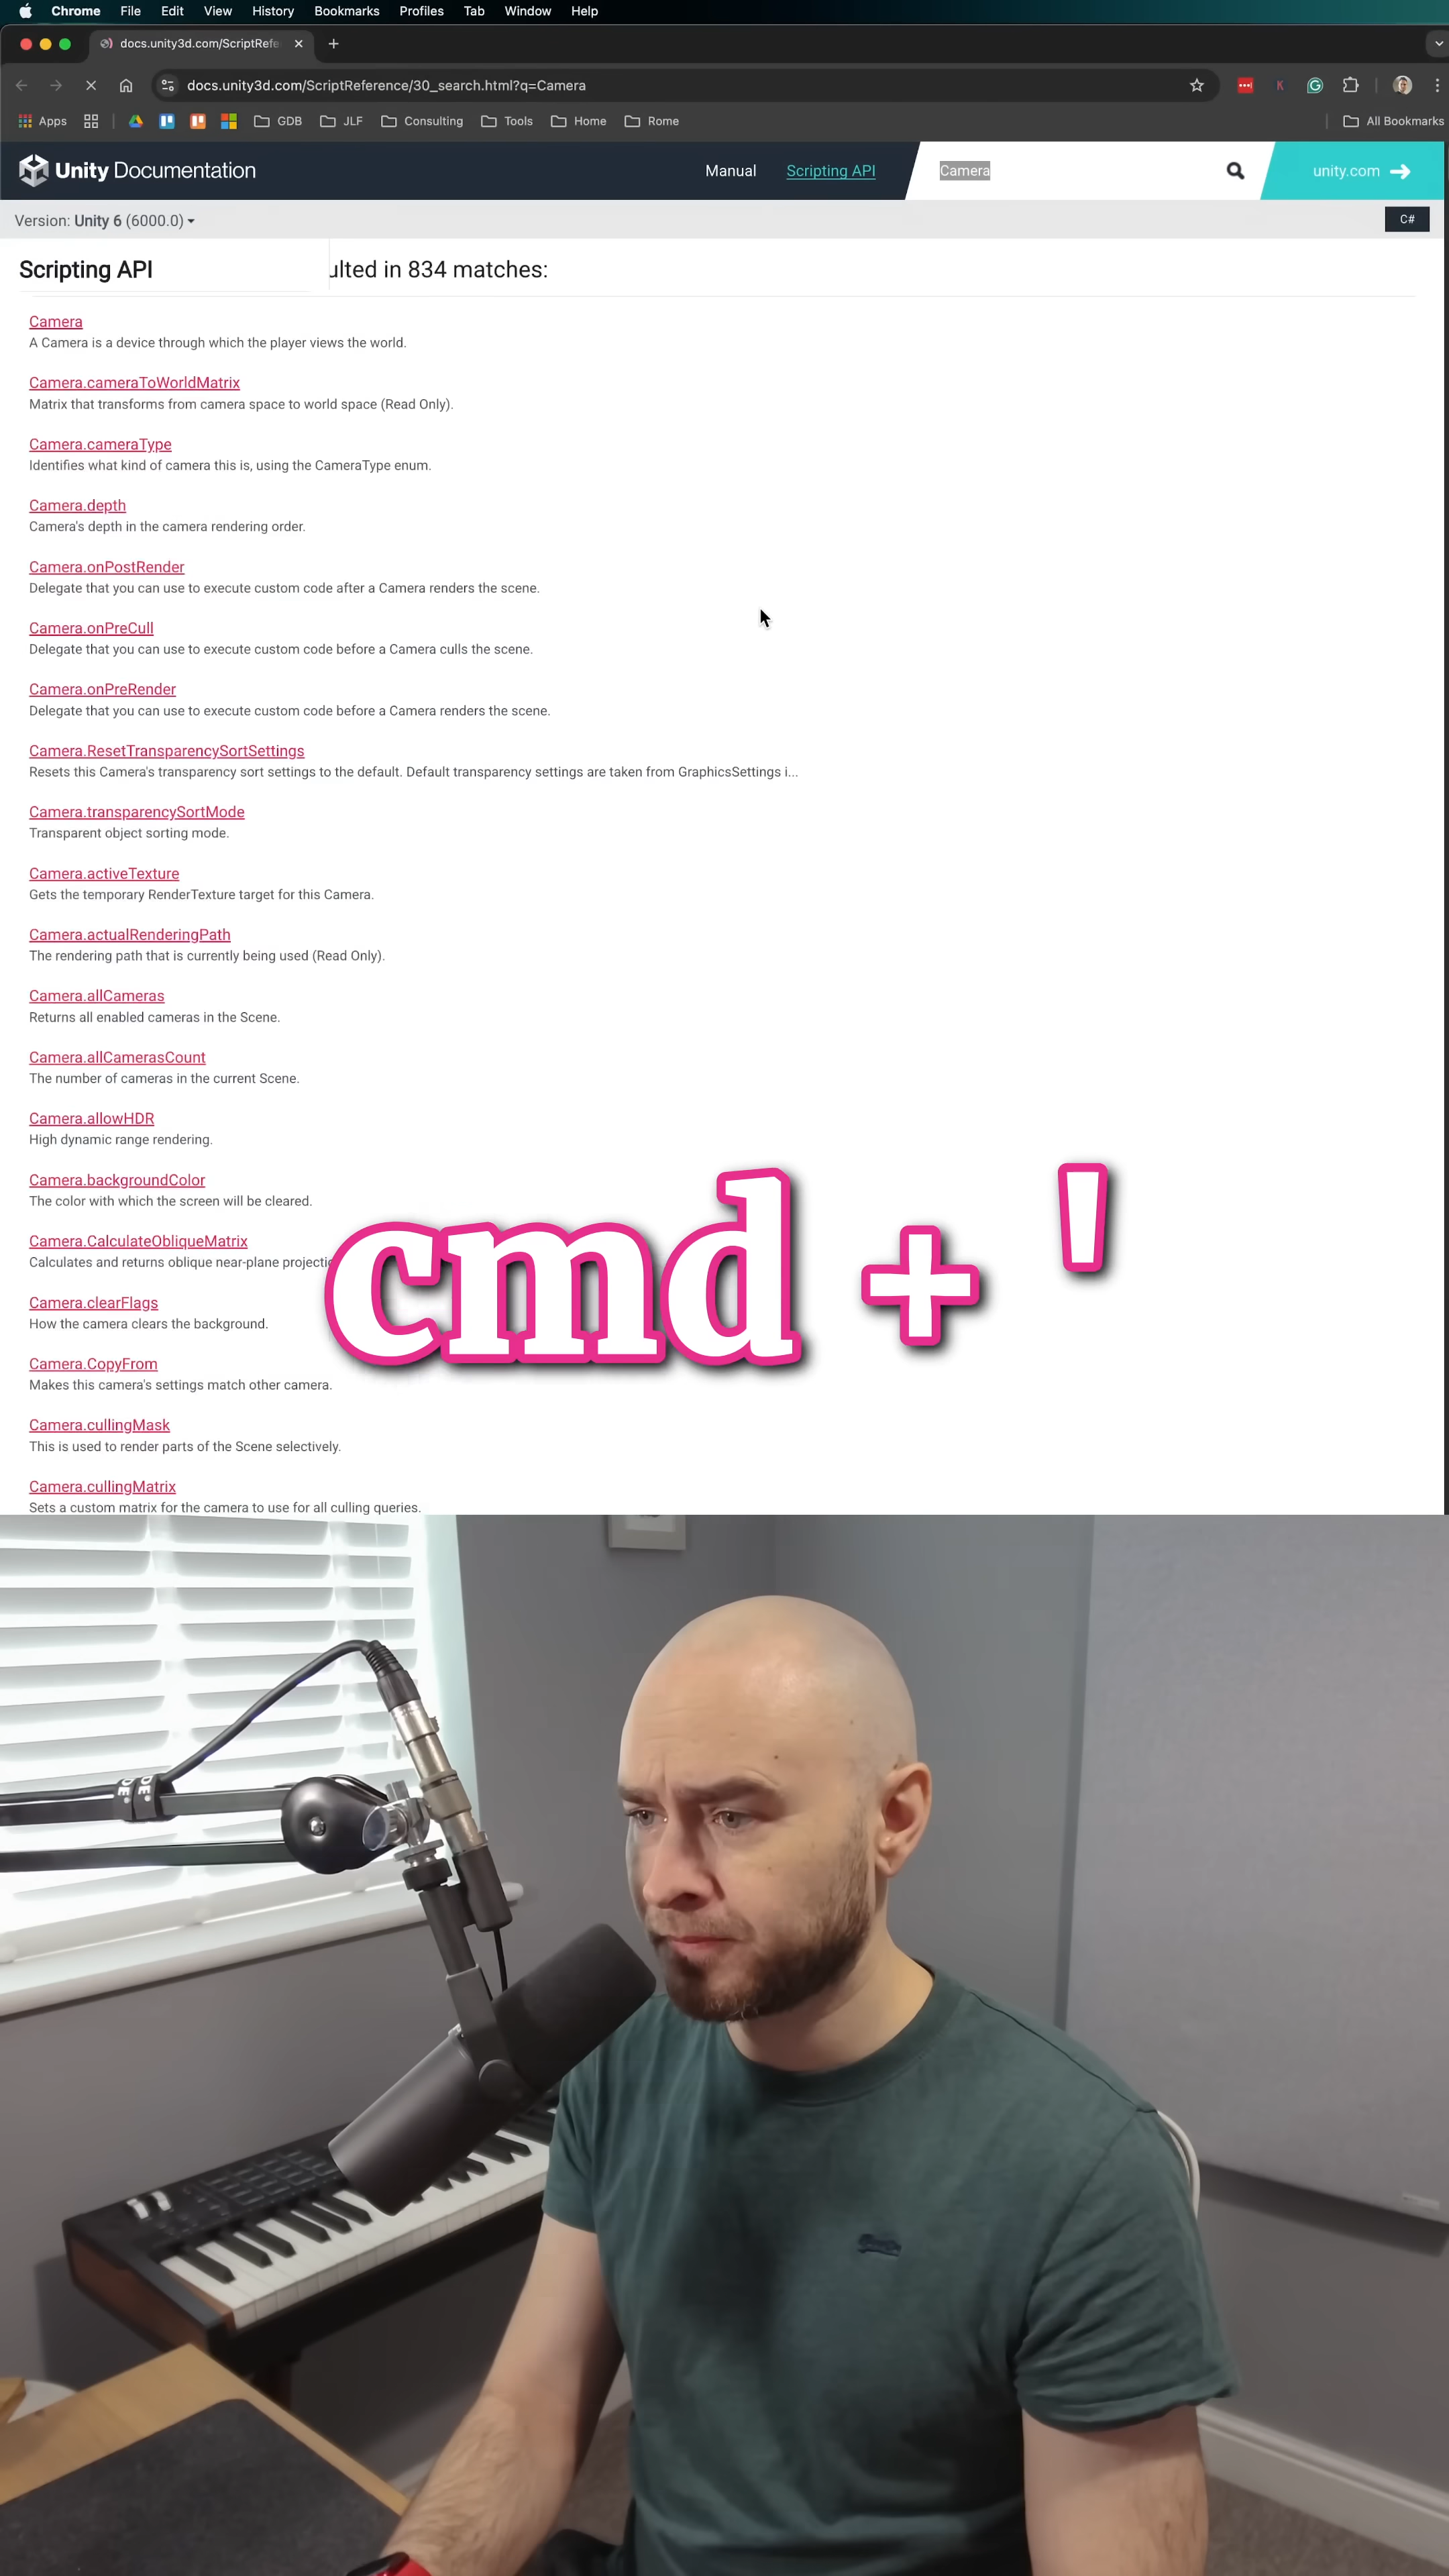 Chrome File Edit View History Bookmarks Profiles Tab Window Help
docs.unity3d.com/ScriptRefe
docs.unity3d.com/ScriptReference/30_search.html?q=Camera
Apps GDB JLF Consulting Tools Home Rome All Bookmarks
Unity Documentation Manual Scripting API Camera unity.com
Version: Unity 6 (6000.0) C#
Scripting API ulted in 834 matches:
Camera
A Camera is a device through which the player views the world.
Camera.cameraToWorldMatrix
Matrix that transforms from camera space to world space (Read Only).
Camera.cameraType
Identifies what kind of camera this is, using the CameraType enum.
Camera.depth
Camera's depth in the camera rendering order.
Camera.onPostRender
Delegate that you can use to execute custom code after a Camera renders the scene.
Camera.onPreCull
Delegate that you can use to execute custom code before a Camera culls the scene.
Camera.onPreRender
Delegate that you can use to execute custom code before a Camera renders the scene.
Camera.ResetTransparencySortSettings
Resets this Camera's transparency sort settings to the default. Default transparency settings are taken from GraphicsSettings i...
Camera.transparencySortMode
Transparent object sorting mode.
Camera.activeTexture
Gets the temporary RenderTexture target for this Camera.
Camera.actualRenderingPath
The rendering path that is currently being used (Read Only).
Camera.allCameras
Returns all enabled cameras in the Scene.
Camera.allCamerasCount
The number of cameras in the current Scene.
Camera.allowHDR
High dynamic range rendering.
Camera.backgroundColor
The color with which the screen will be cleared.
Camera.CalculateObliqueMatrix
Calculates and returns oblique near-plane projectio
Camera.clearFlags
How the camera clears the background.
Camera.CopyFrom
Makes this camera's settings match other camera.
Camera.cullingMask
This is used to render parts of the Scene selectively.
Camera.cullingMatrix
Sets a custom matrix for the camera to use for all culling queries.
cmd + '